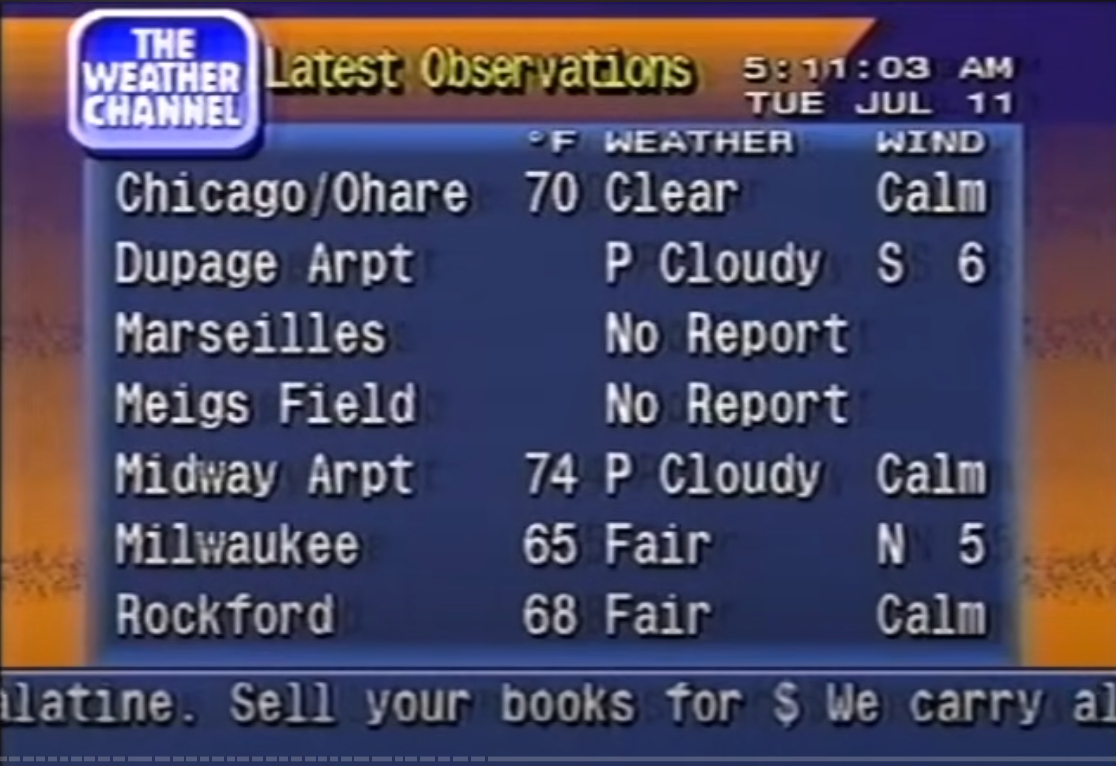 THE
WEATHER
CHANNEL
Latest Observations
5:11:03 AM
TUE JUL 11
°F WEATHER WIND
Chicago/Ohare 70 Clear Calm
Dupage Arpt P Cloudy S 6
Marseilles No Report
Meigs Field No Report
Midway Arpt 74 P Cloudy Calm
Milwaukee 65 Fair N 5
Rockford 68 Fair Calm
alatine. Sell your books for $ We carry al